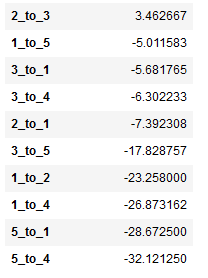 2_to_3 3.462667
1_to_5 -5.011583
3_to_1 -5.681765
3_to_4 -6.302233
2_to_1 -7.392308
3_to_5 -17.828757
1_to_2 -23.258000
1_to_4 -26.873162
5_to_1 -28.672500
5_to_4 -32.121250